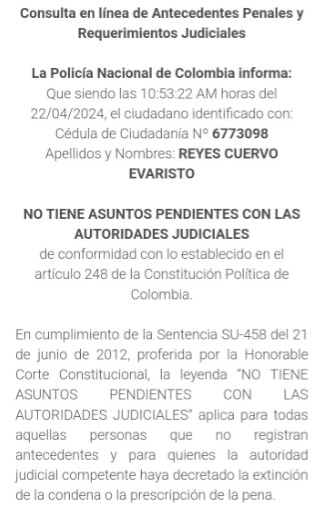 Consulta en línea de Antecedentes Penales y
Requerimientos Judiciales
La Policía Nacional de Colombia informa:
Que siendo las 10:53:22 AM horas del
22/04/2024, el ciudadano identificado con:
Cédula de Ciudadanía Nº 6773098
Apellidos y Nombres: REYES CUERVO
EVARISTO
NO TIENE ASUNTOS PENDIENTES CON LAS
AUTORIDADES JUDICIALES
de conformidad con lo establecido en el
artículo 248 de la Constitución Política de
Colombia.
En cumplimiento de la Sentencia SU-458 del 21
de junio de 2012, proferida por la Honorable
Corte Constitucional, la leyenda “NO TIENE
ASUNTOS PENDIENTES CON LAS
AUTORIDADES JUDICIALES” aplica para todas
aquellas personas que no registran
antecedentes y para quienes la autoridad
judicial competente haya decretado la extinción
de la condena o la prescripción de la pena.